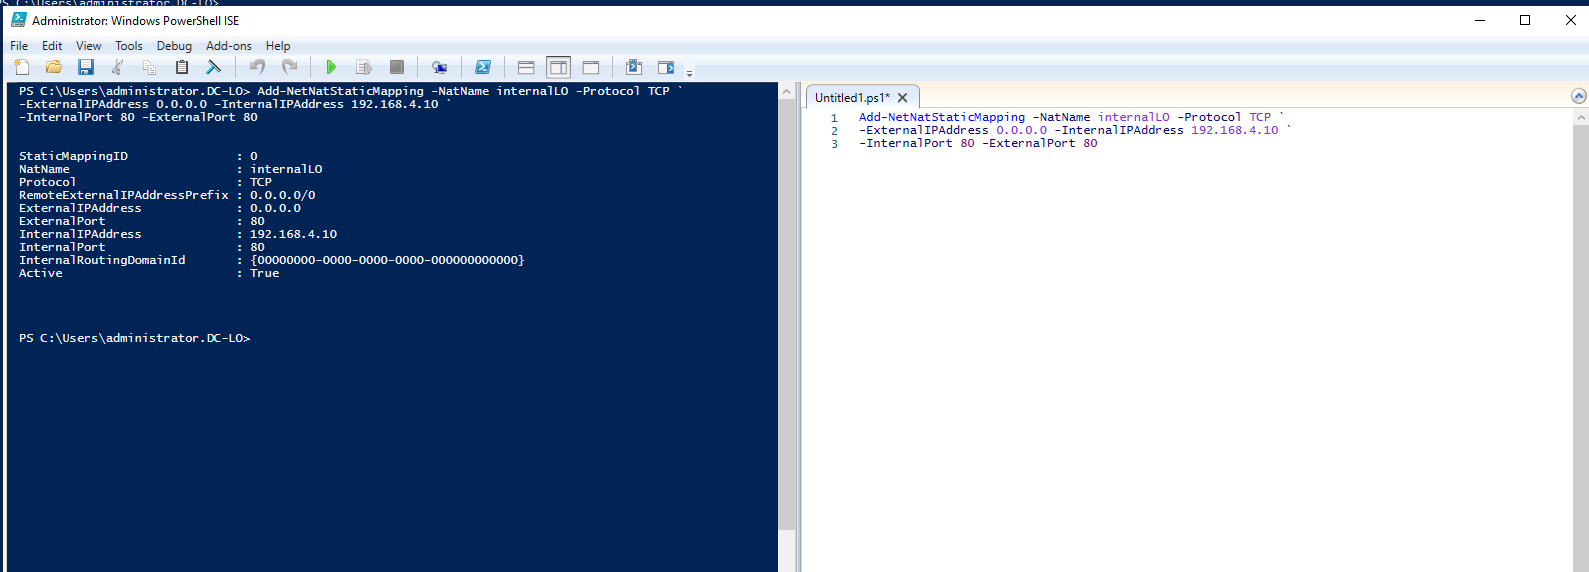 PS C:\Users\administrator.DC-LO>
Administrator: Windows PowerShell ISE
File Edit View Tools Debug Add-ons Help
PS C:\Users\administrator.DC-LO> Add-NetNatStaticMapping -NatName internalLO -Protocol TCP `
-ExternalIPAddress 0.0.0.0 -InternalIPAddress 192.168.4.10 `
-InternalPort 80 -ExternalPort 80
StaticMappingID : 0
NatName : internalLO
Protocol : TCP
RemoteExternalIPAddressPrefix : 0.0.0.0/0
ExternalIPAddress : 0.0.0.0
ExternalPort : 80
InternalIPAddress : 192.168.4.10
InternalPort : 80
InternalRoutingDomainId : {00000000-0000-0000-0000-000000000000}
Active : True
PS C:\Users\administrator.DC-LO>
Untitled1.ps1*
1 Add-NetNatStaticMapping -NatName internalLO -Protocol TCP `
2 -ExternalIPAddress 0.0.0.0 -InternalIPAddress 192.168.4.10 `
3 -InternalPort 80 -ExternalPort 80